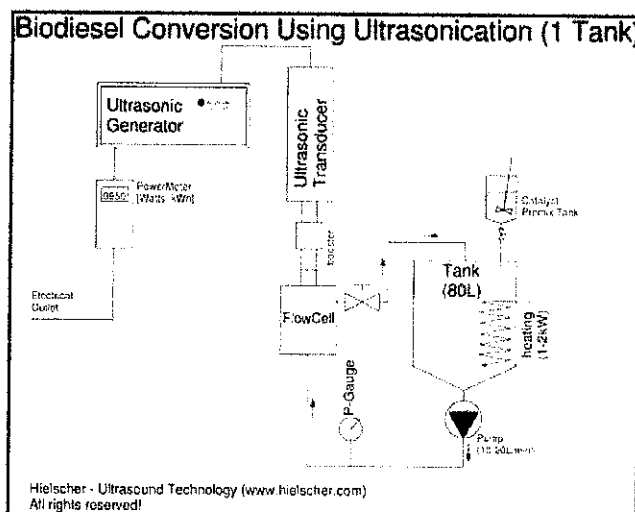 Biodiesel Conversion Using Ultrasonication (1 Tank)
Ultrasonic
Generator
Ultrasonic
Transducer
PowerMeter
[Watts, kWh]
Catalyst
Premix Tank
booster
Tank
(80L)
Electrical
Outlet
FlowCell
heating
(1-2kW)
P-Gauge
Pump
Hielscher - Ultrasound Technology (www.hielscher.com)
All rights reserved!